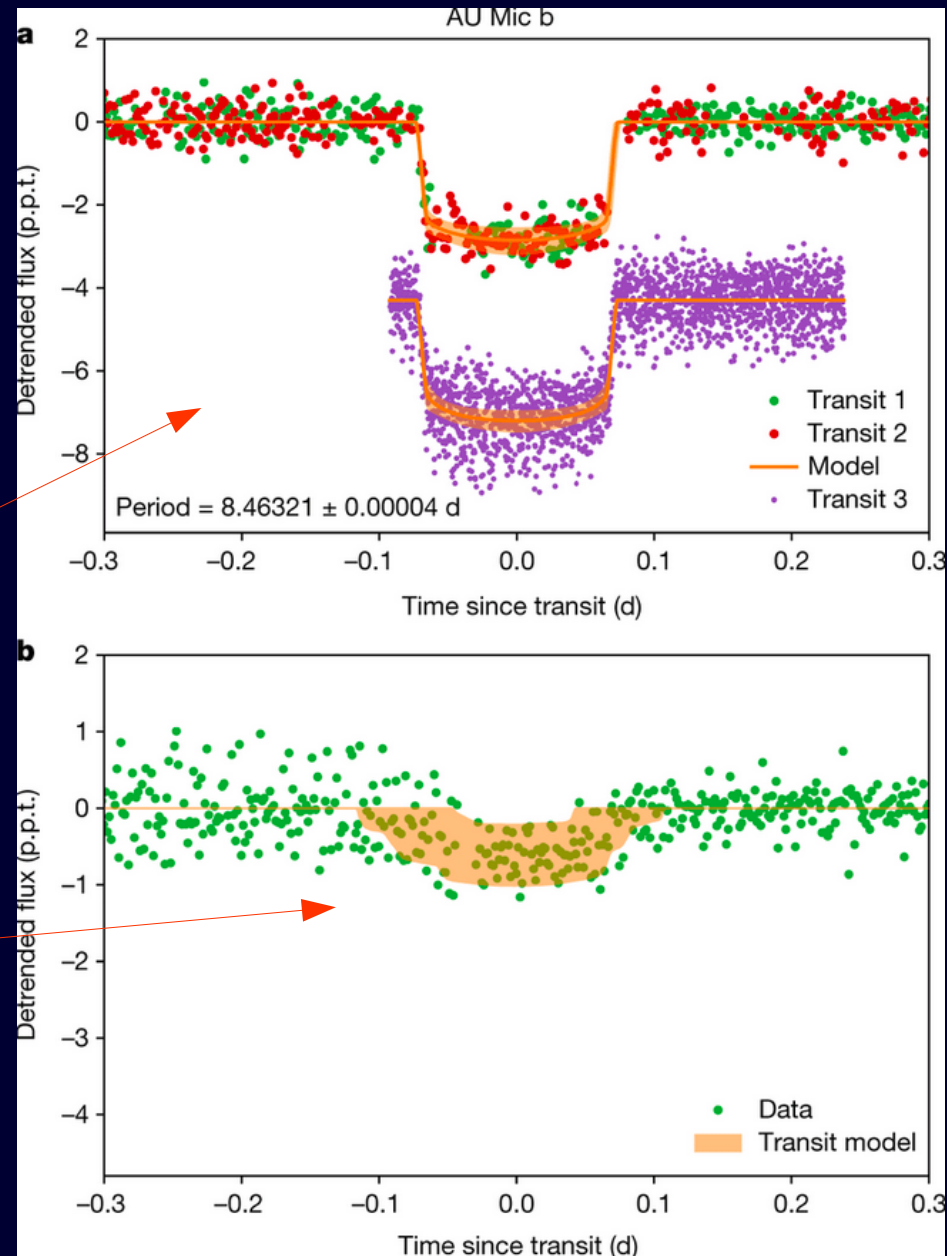 AU Mic b
a
2
0
−2
−4
−6
−8
Detrended flux (p.p.t.)
Transit 1
Transit 2
Model
Transit 3
Period = 8.46321 ± 0.00004 d
−0.3 −0.2 −0.1 0.0 0.1 0.2 0.3
Time since transit (d)
b
2
1
0
−1
−2
−3
−4
Detrended flux (p.p.t.)
Data
Transit model
−0.3 −0.2 −0.1 0.0 0.1 0.2 0.3
Time since transit (d)